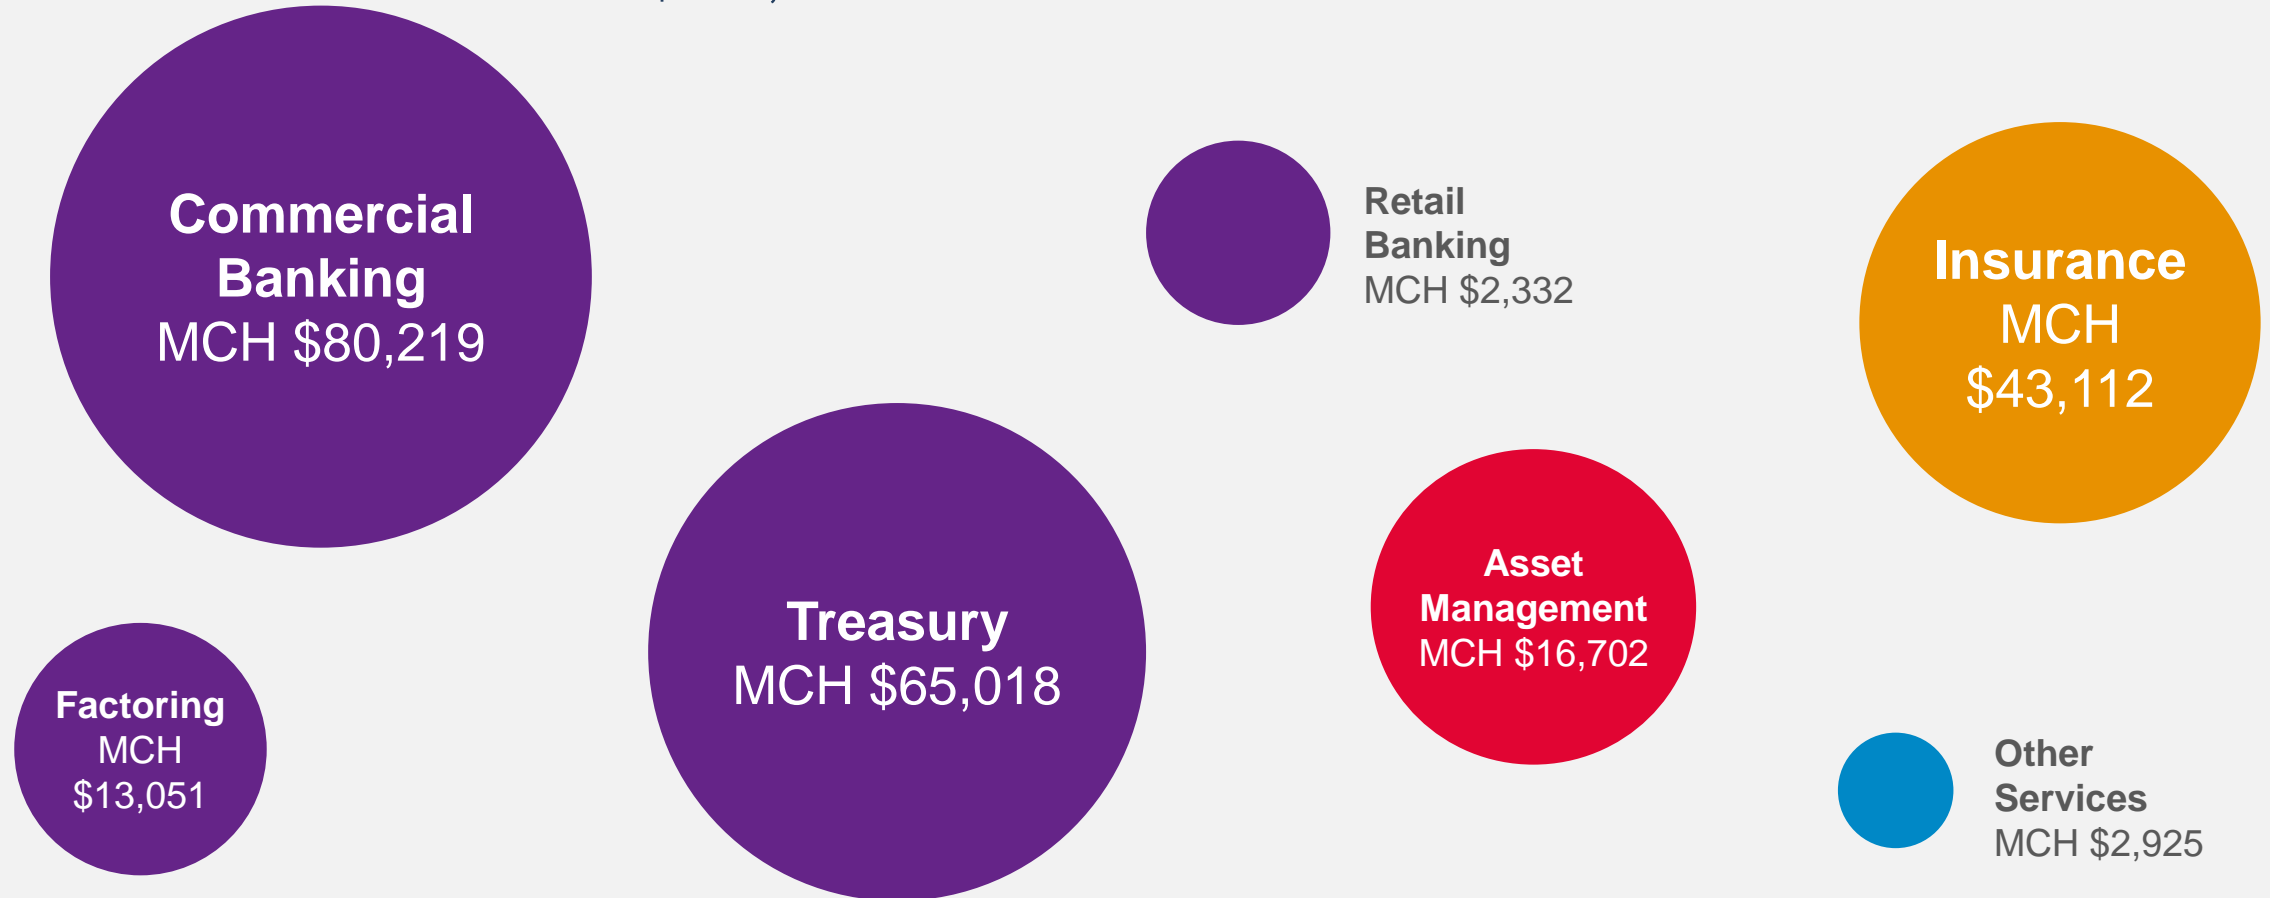 Commercial
Banking
MCH $80,219
Retail
Banking
MCH $2,332
Insurance
MCH
$43,112
Treasury
MCH $65,018
Asset
Management
MCH $16,702
Factoring
MCH
$13,051
Other
Services
MCH $2,925